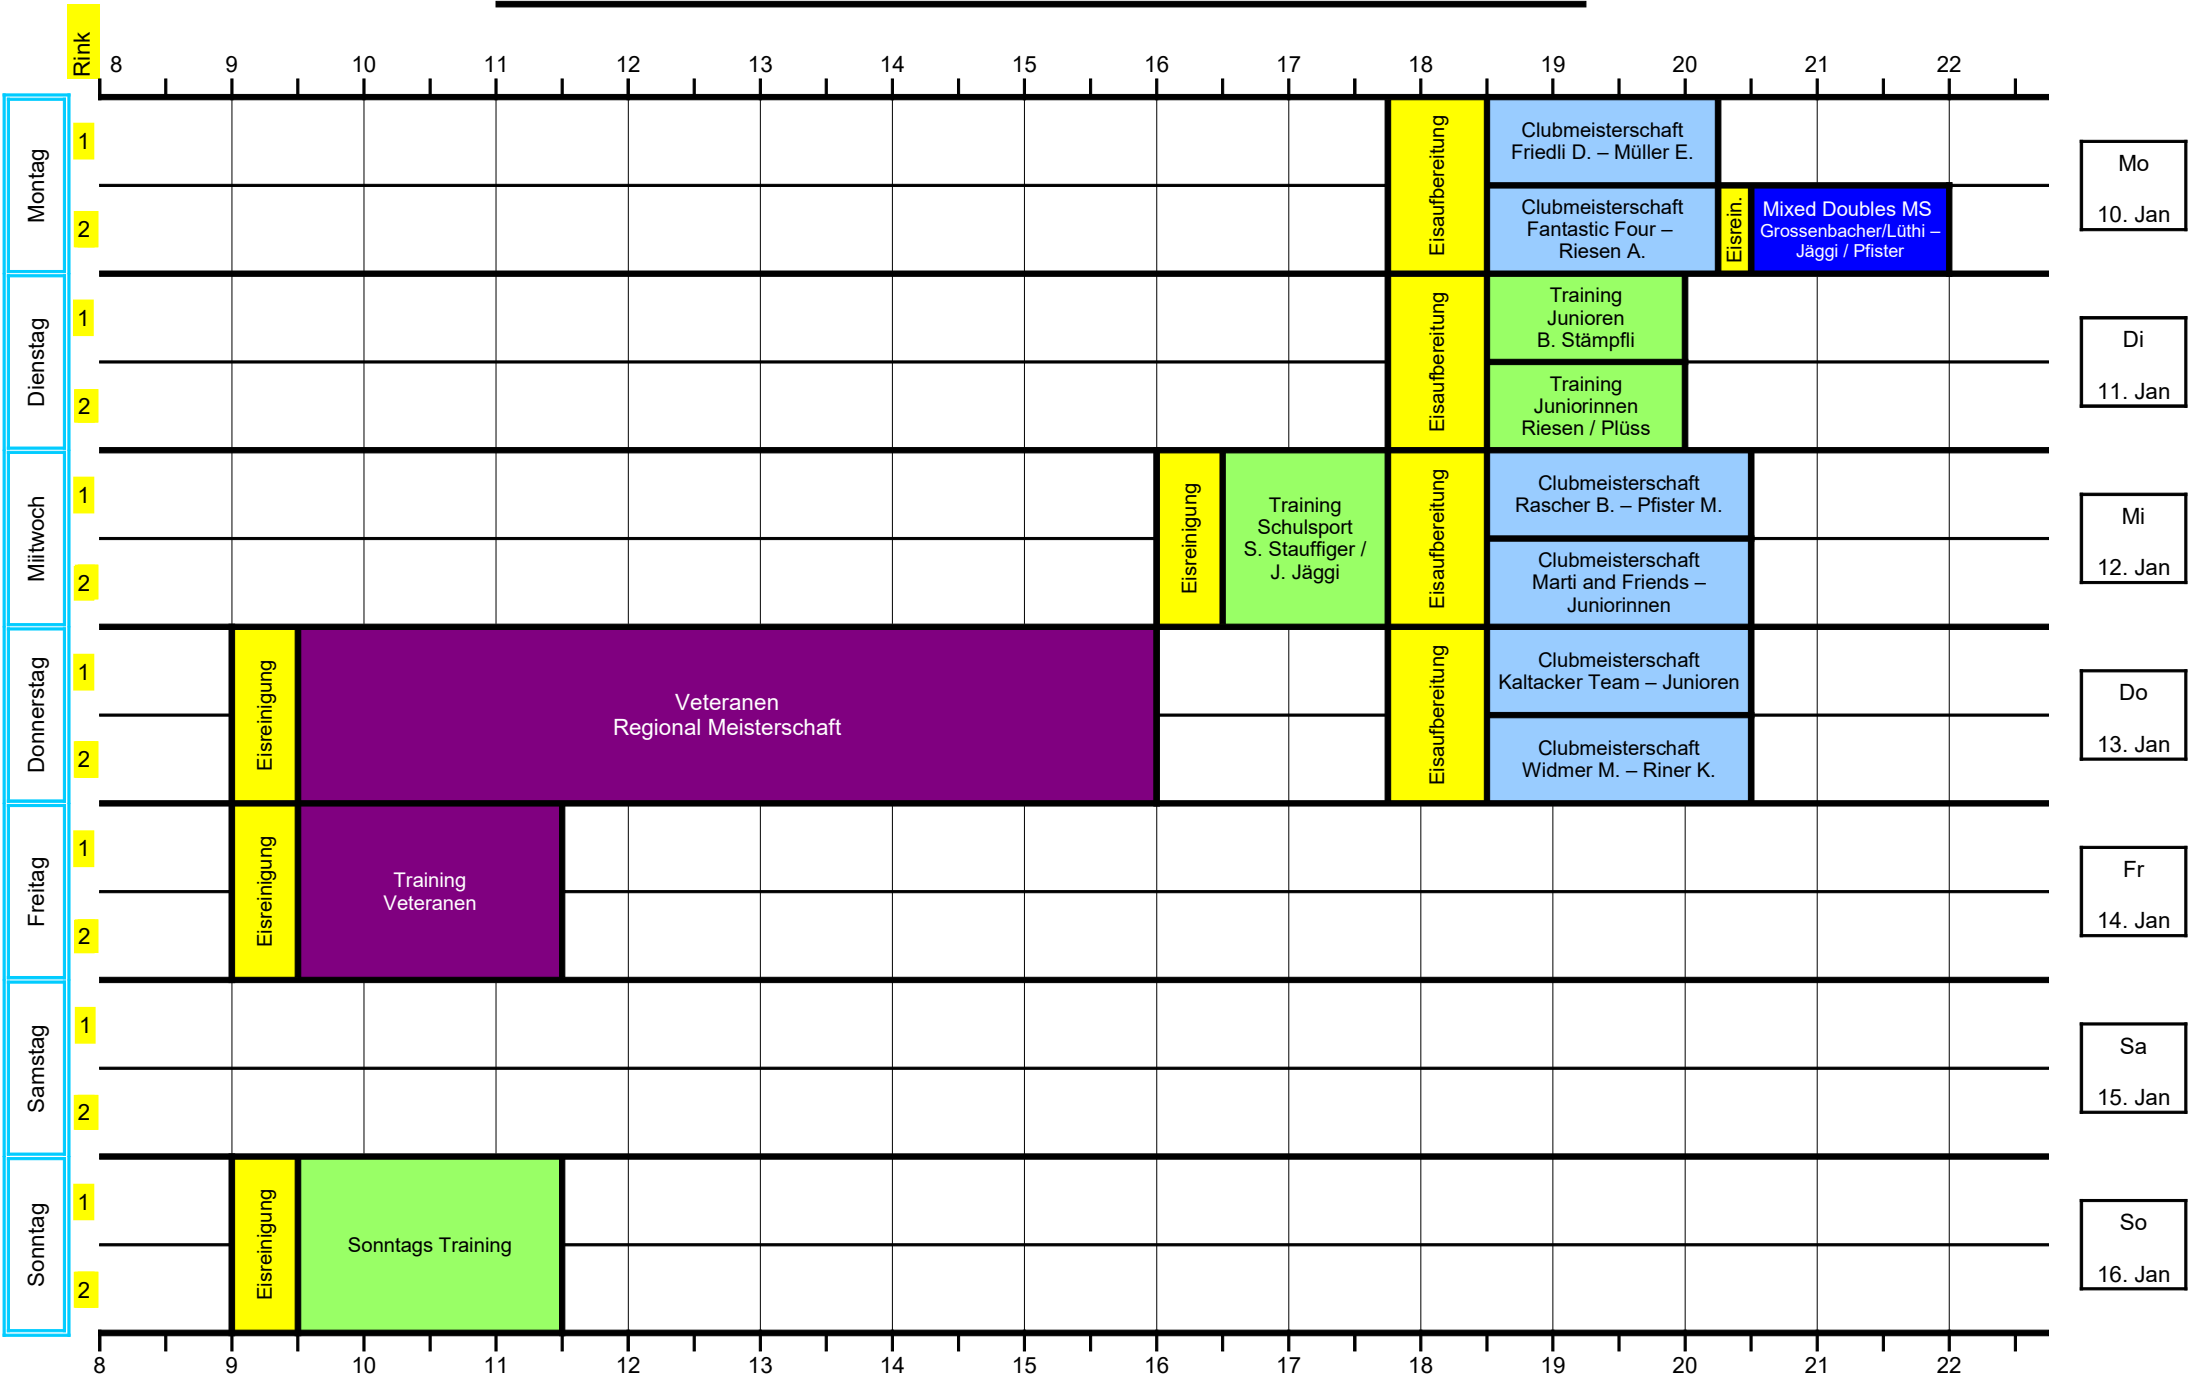 Rink
8 9 10 11 12 13 14 15 16 17 18 19 20 21 22
Montag
1
2
Eisaufbereitung
Clubmeisterschaft
Friedli D. – Müller E.
Clubmeisterschaft
Fantastic Four –
Riesen A.
Eisrein.
Mixed Doubles MS
Grossenbacher/Lüthi –
Jäggi / Pfister
Mo
10. Jan
Dienstag
1
2
Eisaufbereitung
Training
Junioren
B. Stämpfli
Training
Juniorinnen
Riesen / Plüss
Di
11. Jan
Miitwoch
1
2
Eisreinigung
Training
Schulsport
S. Stauffiger /
J. Jäggi
Eisaufbereitung
Clubmeisterschaft
Rascher B. – Pfister M.
Clubmeisterschaft
Marti and Friends –
Juniorinnen
Mi
12. Jan
Donnerstag
1
2
Eisreinigung
Veteranen
Regional Meisterschaft
Eisaufbereitung
Clubmeisterschaft
Kaltacker Team – Junioren
Clubmeisterschaft
Widmer M. – Riner K.
Do
13. Jan
Freitag
1
2
Eisreinigung
Training
Veteranen
Fr
14. Jan
Samstag
1
2
Sa
15. Jan
Sonntag
1
2
Eisreinigung
Sonntags Training
So
16. Jan
8 9 10 11 12 13 14 15 16 17 18 19 20 21 22